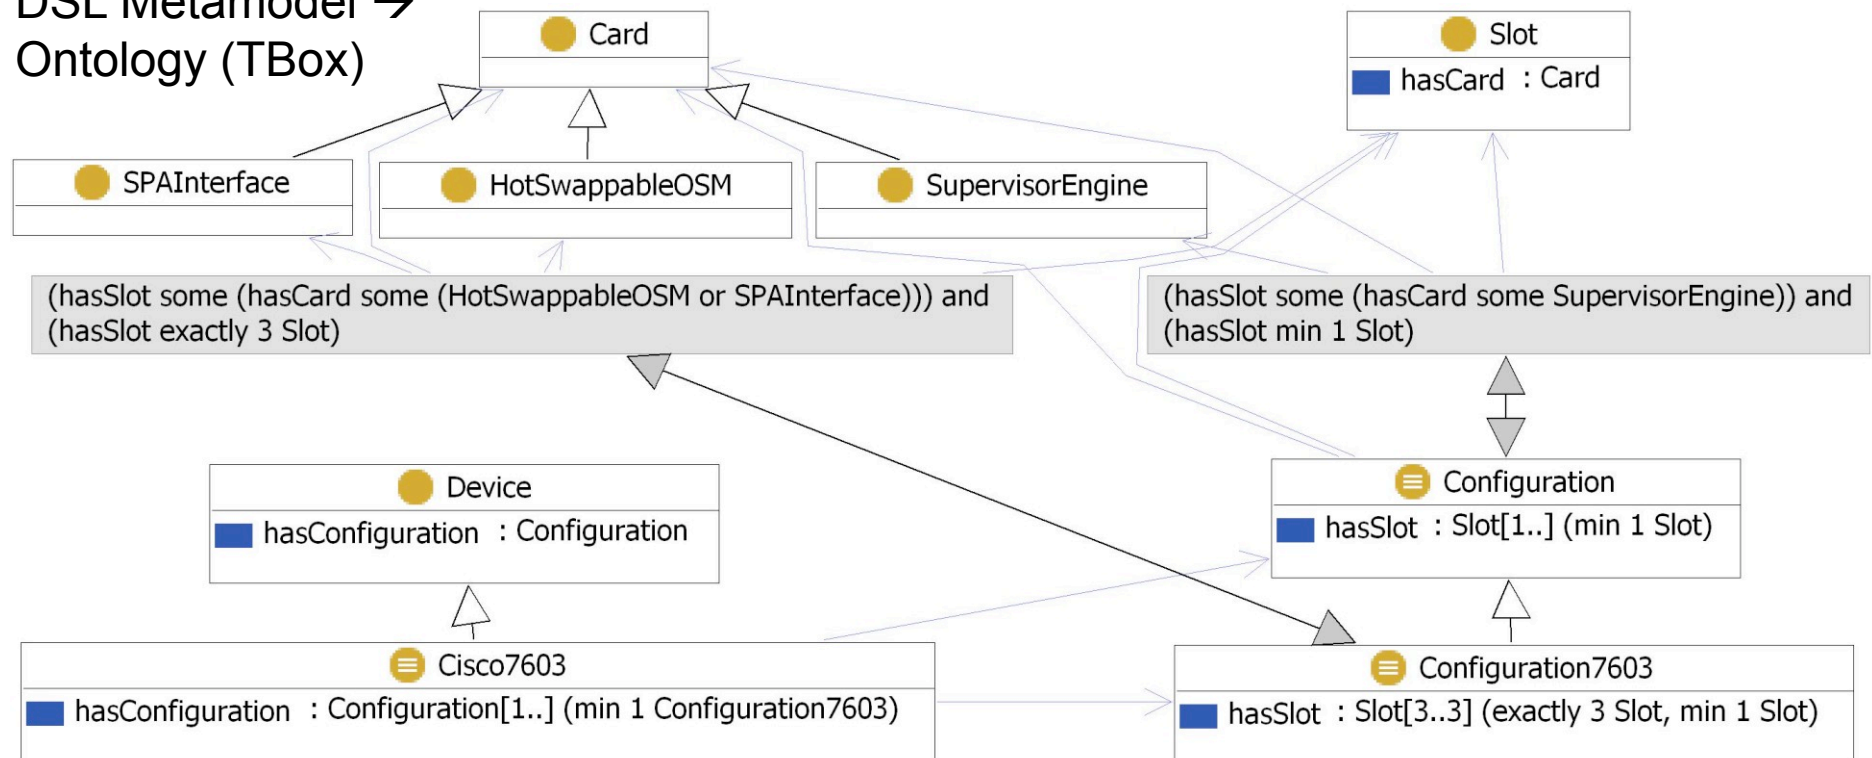 DSL Metamodel →
Ontology (TBox)
Card
Slot
hasCard : Card
SPAInterface
HotSwappableOSM
SupervisorEngine
(hasSlot some (hasCard some (HotSwappableOSM or SPAInterface))) and
(hasSlot exactly 3 Slot)
(hasSlot some (hasCard some SupervisorEngine)) and
(hasSlot min 1 Slot)
Device
hasConfiguration : Configuration
Configuration
hasSlot : Slot[1..] (min 1 Slot)
Cisco7603
hasConfiguration : Configuration[1..] (min 1 Configuration7603)
Configuration7603
hasSlot : Slot[3..3] (exactly 3 Slot, min 1 Slot)